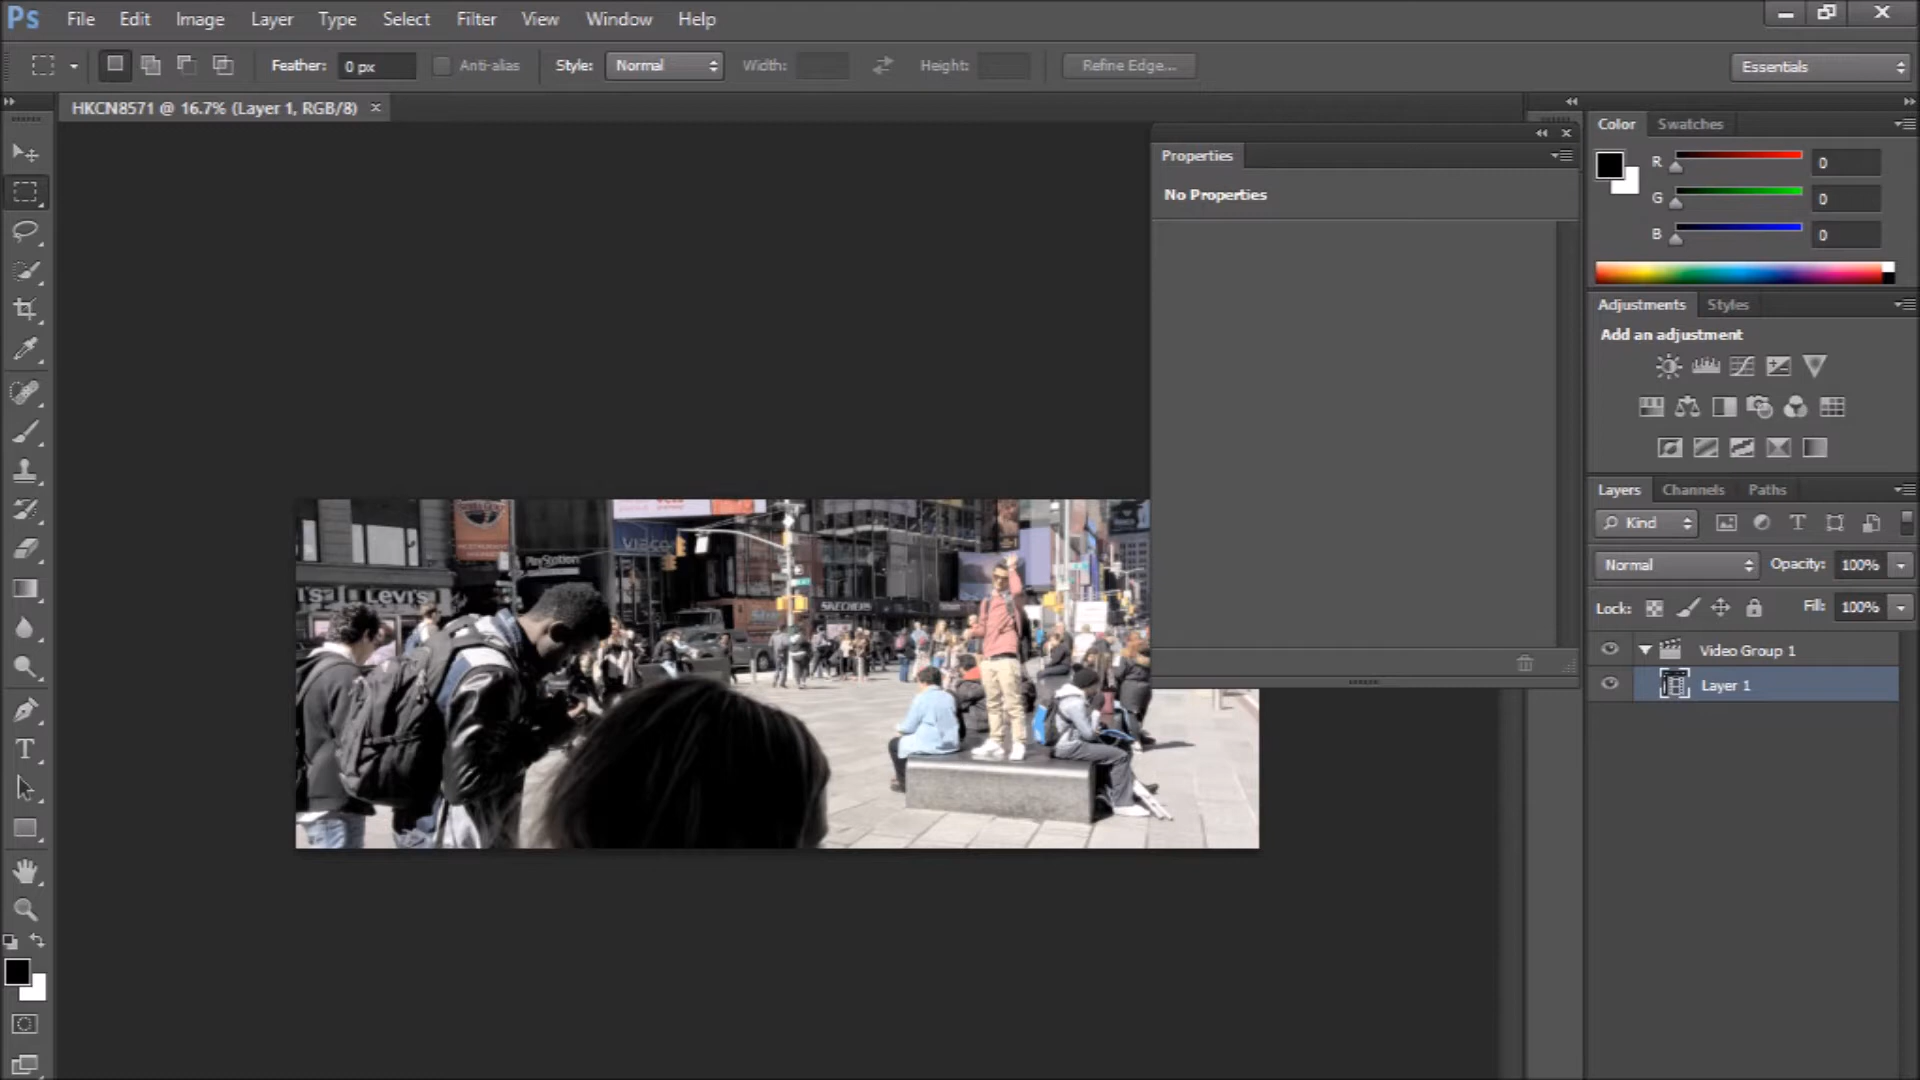 Ps File Edit Image Layer Type Select Filter View Window Help
Feather: 0 px Anti-alias Style: Normal Width: Height: Refine Edge... Essentials
HKCN8571 @ 16.7% (Layer 1, RGB/8)
Properties
No Properties
Color Swatches
R 0
G 0
B 0
Adjustments Styles
Add an adjustment
Layers Channels Paths
Kind
Normal Opacity: 100%
Lock: Fill: 100%
Video Group 1
Layer 1
T
VIACOM
PlayStation
LEVI'S
SKECHERS